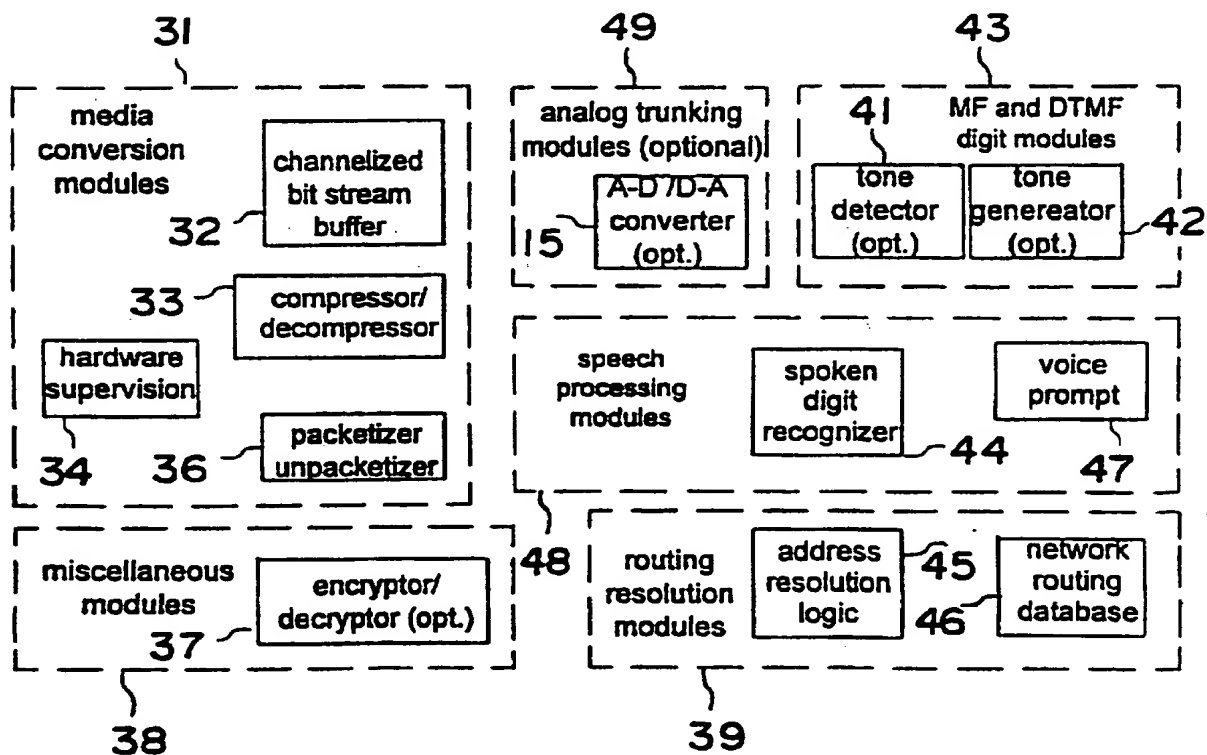 31
49
43
media
conversion
modules
channelized
bit stream
buffer
32
33
compressor/
decompressor
hardware
supervision
34
36
packetizer
unpacketizer
analog trunking
modules (optional)
A-D /D-A
converter
(opt.)
15
41
MF and DTMF
digit modules
tone
detector
(opt.)
tone
genereator
(opt.)
42
speech
processing
modules
spoken
digit
recognizer
44
voice
prompt
47
48
miscellaneous
modules
encryptor/
decryptor (opt.)
37
38
routing
resolution
modules
address
resolution
logic
45
46
network
routing
database
39